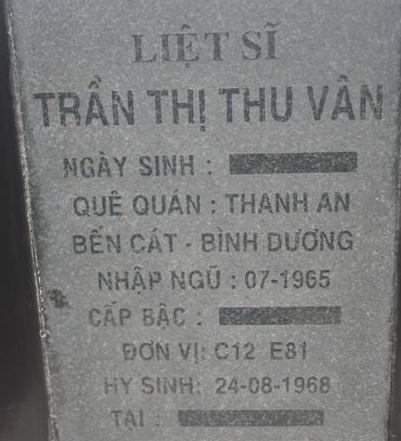 LIỆT SĨ
TRẦN THỊ THU VÂN
NGÀY SINH :
QUÊ QUÁN : THANH AN
BẾN CÁT - BÌNH DƯƠNG
NHẬP NGŨ : 07-1965
CẤP BẬC :
ĐƠN VỊ: C12 E81
HY SINH: 24-08-1968
TẠI :